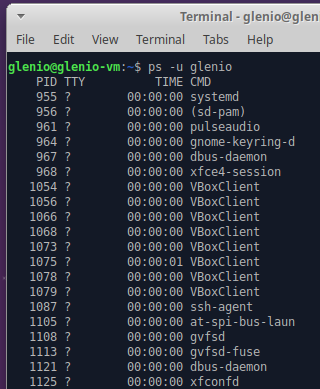 Terminal - glenio@glen
File Edit View Terminal Tabs Help
glenio@glenio-vm:~$ ps -u glenio
PID TTY TIME CMD
955 ? 00:00:00 systemd
956 ? 00:00:00 (sd-pam)
961 ? 00:00:00 pulseaudio
964 ? 00:00:00 gnome-keyring-d
967 ? 00:00:00 dbus-daemon
968 ? 00:00:00 xfce4-session
1054 ? 00:00:00 VBoxClient
1056 ? 00:00:00 VBoxClient
1066 ? 00:00:00 VBoxClient
1068 ? 00:00:00 VBoxClient
1073 ? 00:00:00 VBoxClient
1075 ? 00:00:01 VBoxClient
1078 ? 00:00:00 VBoxClient
1079 ? 00:00:00 VBoxClient
1087 ? 00:00:00 ssh-agent
1105 ? 00:00:00 at-spi-bus-laun
1108 ? 00:00:00 gvfsd
1113 ? 00:00:00 gvfsd-fuse
1121 ? 00:00:00 dbus-daemon
1125 ? 00:00:00 xfconfd